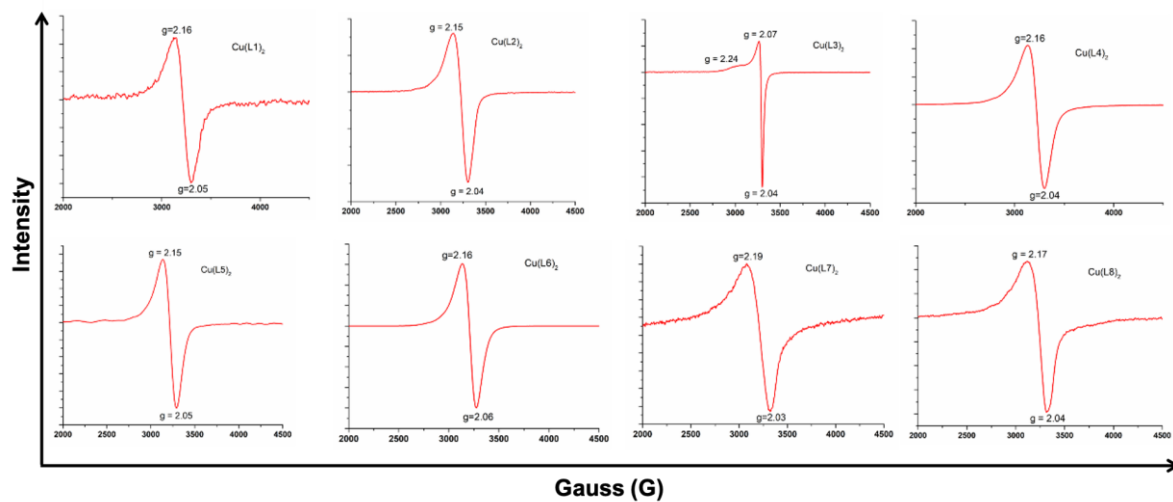 Intensity
g=2.16
Cu(L1)2
g=2.05
2000 3000 4000
g = 2.15
Cu(L2)2
g = 2.04
2000 2500 3000 3500 4000 4500
g = 2.07
g = 2.24
Cu(L3)2
g = 2.04
2000 2500 3000 3500 4000 4500
g = 2.16
Cu(L4)2
g = 2.04
2000 3000 4000
g = 2.15
Cu(L5)2
g = 2.05
2000 2500 3000 3500 4000 4500
g=2.16
Cu(L6)2
g=2.06
2000 2500 3000 3500 4000 4500
g=2.19
Cu(L7)2
g=2.03
2000 2500 3000 3500 4000 4500
g = 2.17
Cu(L8)2
g = 2.04
2000 2500 3000 3500 4000 4500
Gauss (G)